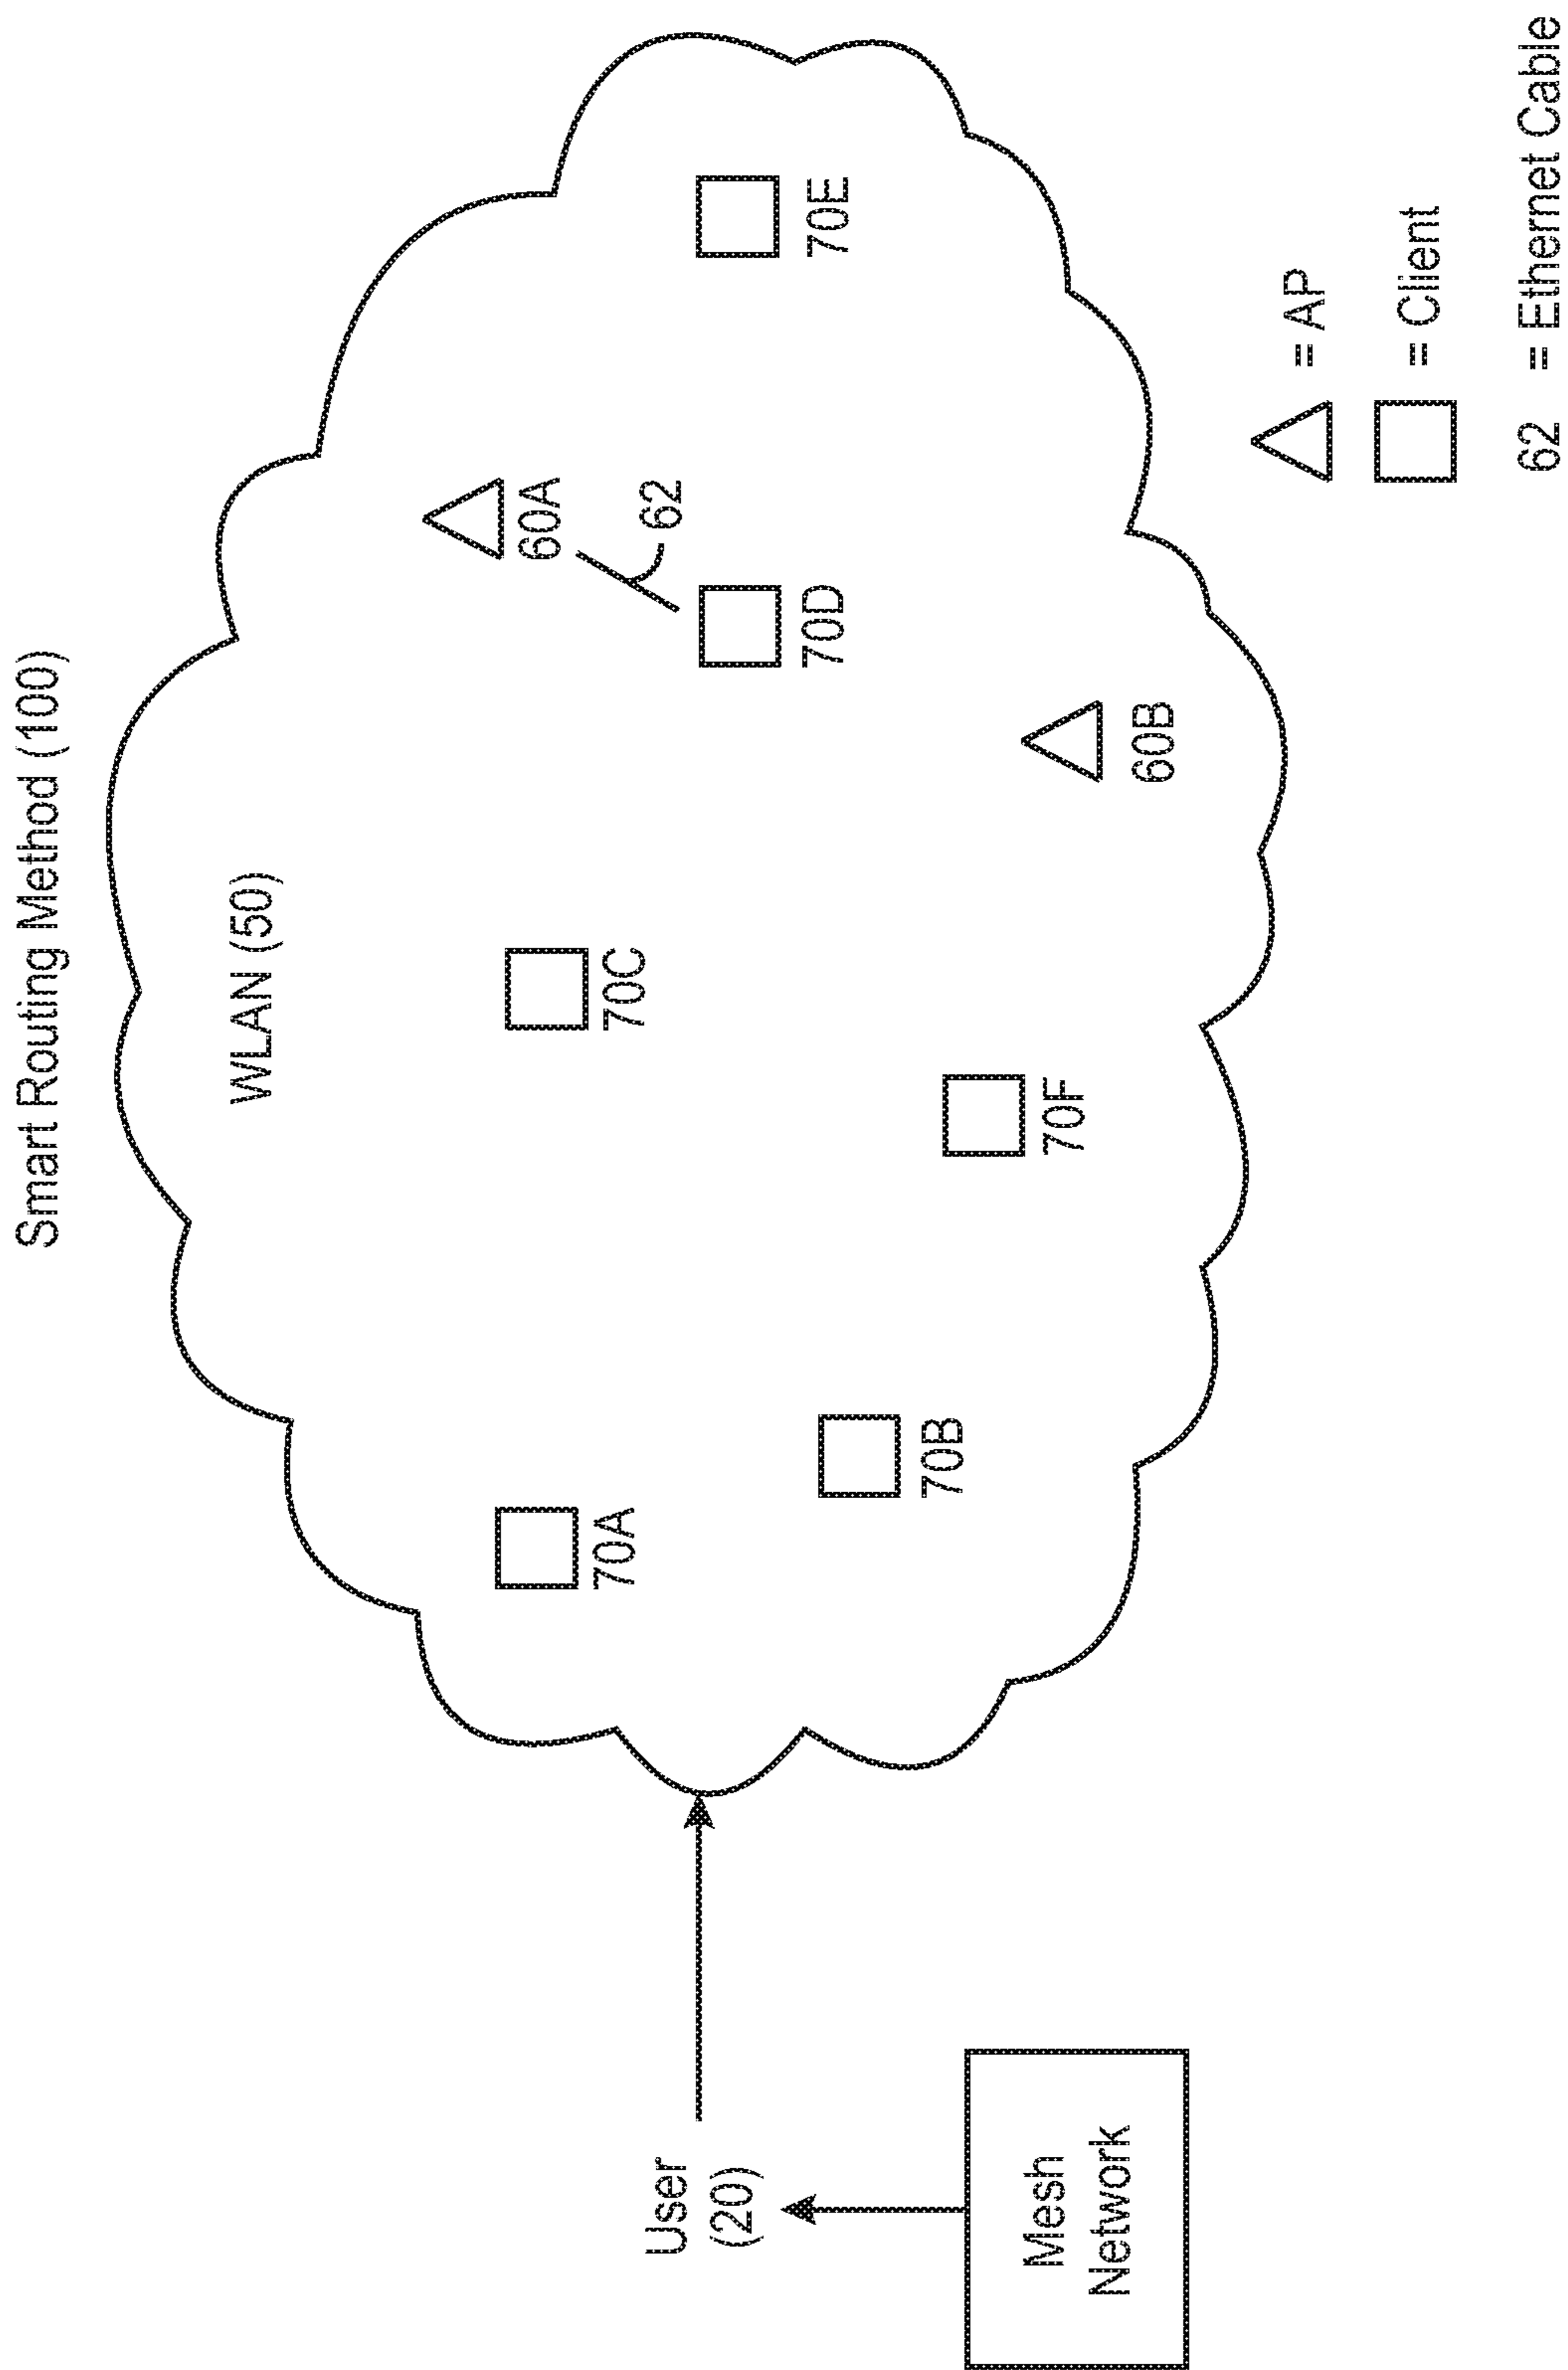 Smart Routing Method (100)
WLAN (50)
60A
62
70A
70C
70D
70E
70B
70F
60B
User
(20)
Mesh
Network
= AP
= Client
62 = Ethernet Cable